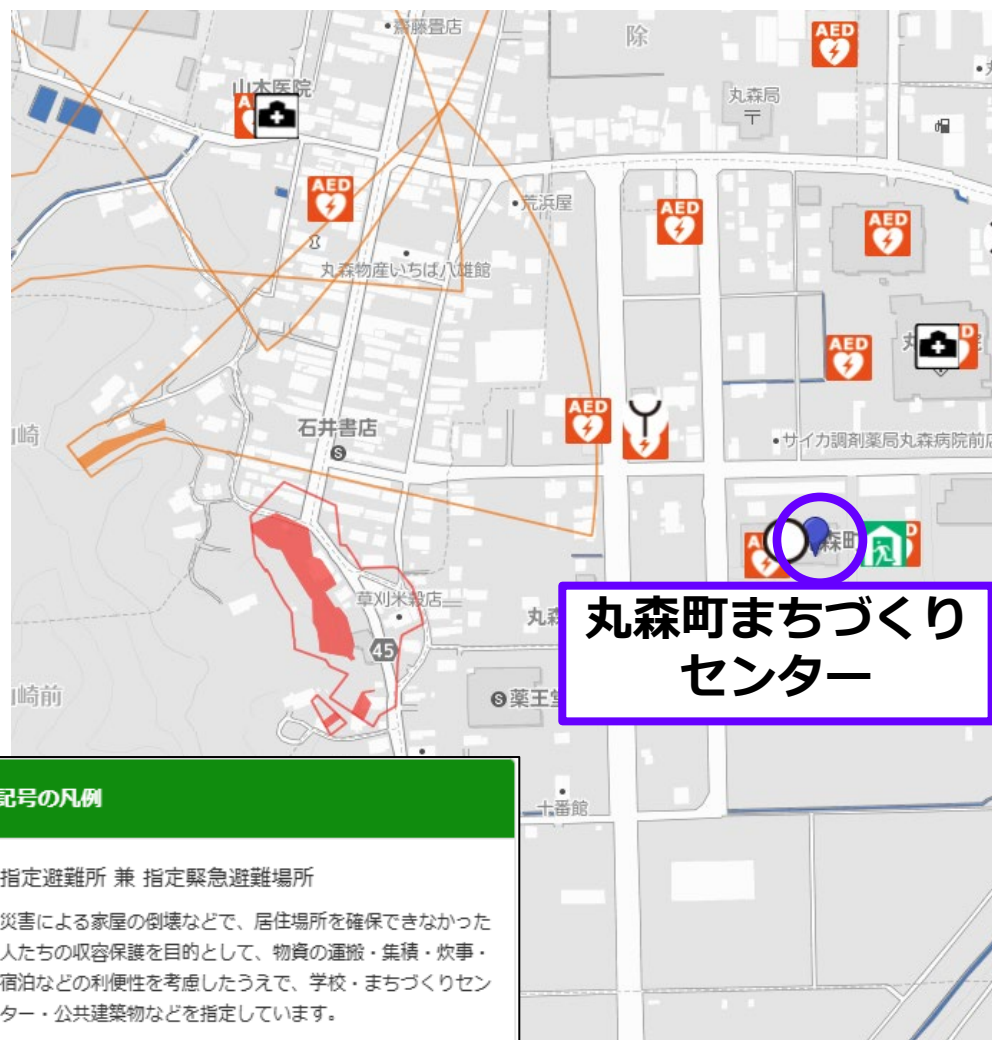 齋藤畳店
除
AED
山本医院
丸森局
AED
荒浜屋
AED
AED
丸森物産いちば八雄館
AED
石井書店
AED
サイカ調剤薬局丸森病院前店
草刈米穀店
45
丸森町まちづくり
センター
薬王堂
十番館
記号の凡例
指定避難所 兼 指定緊急避難場所
災害による家屋の倒壊などで、居住場所を確保できなかった
人たちの収容保護を目的として、物資の運搬・集積・炊事・
宿泊などの利便性を考慮したうえで、学校・まちづくりセン
ター・公共建築物などを指定しています。